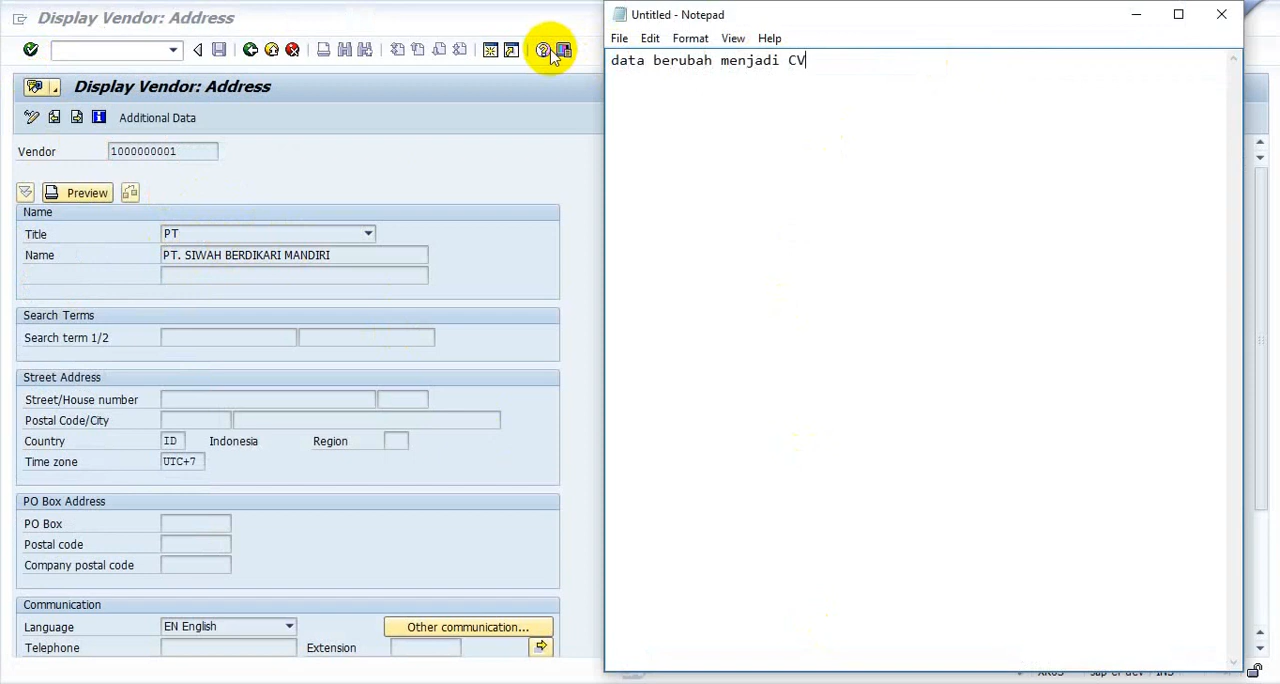 Display Vendor: Address
Untitled - Notepad
File Edit Format View Help
data berubah menjadi CV
Display Vendor: Address
Additional Data
Vendor 1000000001
Preview
Name
Title PT
Name PT. SIWAH BERDIKARI MANDIRI
Search Terms
Search term 1/2
Street Address
Street/House number
Postal Code/City
Country ID Indonesia Region
Time zone UTC+7
PO Box Address
PO Box
Postal code
Company postal code
Communication
Language EN English Other communication...
Telephone Extension